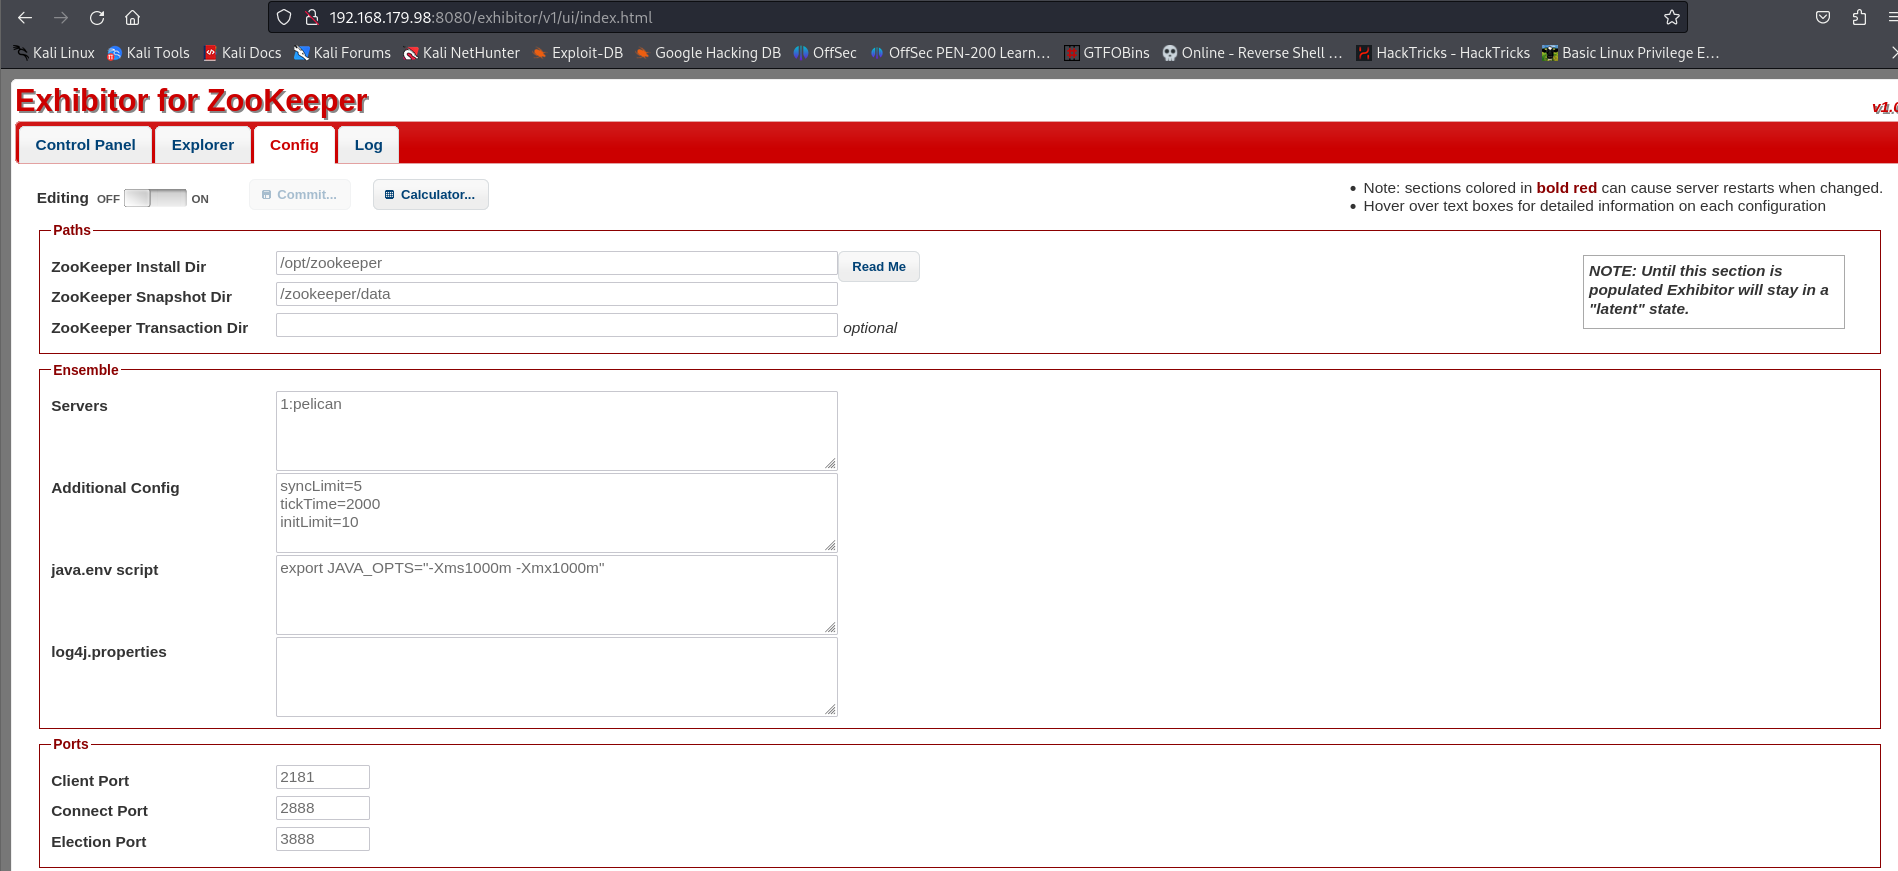 192.168.179.98:8080/exhibitor/v1/ui/index.html
Kali Linux Kali Tools Kali Docs Kali Forums Kali NetHunter Exploit-DB Google Hacking DB OffSec OffSec PEN-200 Learn… GTFOBins Online - Reverse Shell … HackTricks - HackTricks Basic Linux Privilege E…
Exhibitor for ZooKeeper
Control Panel Explorer Config Log
Editing OFF ON Commit... Calculator...
Note: sections colored in bold red can cause server restarts when changed.
Hover over text boxes for detailed information on each configuration
Paths
ZooKeeper Install Dir /opt/zookeeper Read Me
ZooKeeper Snapshot Dir /zookeeper/data
ZooKeeper Transaction Dir optional
NOTE: Until this section is
populated Exhibitor will stay in a
"latent" state.
Ensemble
Servers 1:pelican
Additional Config syncLimit=5
tickTime=2000
initLimit=10
java.env script export JAVA_OPTS="-Xms1000m -Xmx1000m"
log4j.properties
Ports
Client Port 2181
Connect Port 2888
Election Port 3888